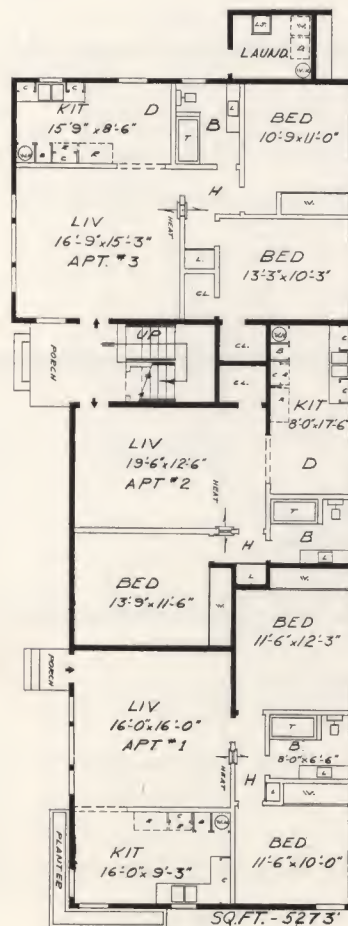 LAUND.
L.S.
W.H.
C
C
KIT
15'9" x 8'-6"
D
B
T
L
BED
10'-9 x 11'-0"
W.H.
B
R
C
R
H
W.
LIV
16'-9" x 15'-3"
APT. #3
HEAT
L.
CL.
BED
13'-3" x 10'-3"
UP
PORCH
CL.
CL.
KIT
8'-0" x 17'-6"
D
LIV
19'-6" x 12'-6"
APT #2
HEAT
H
T
B
L
BED
13'-9" x 11'-6"
W.
L
W.
BED
11'-6" x 12'-3"
PORCH
LIV
16'-0" x 16'-0"
APT #1
T
B
8'-0" x 6'-6"
L
HEAT
H
L
W.
KIT
16'-0" x 9'-3"
C
BED
11'-6" x 10'-0"
PLANTER
SQ. FT. - 5273'